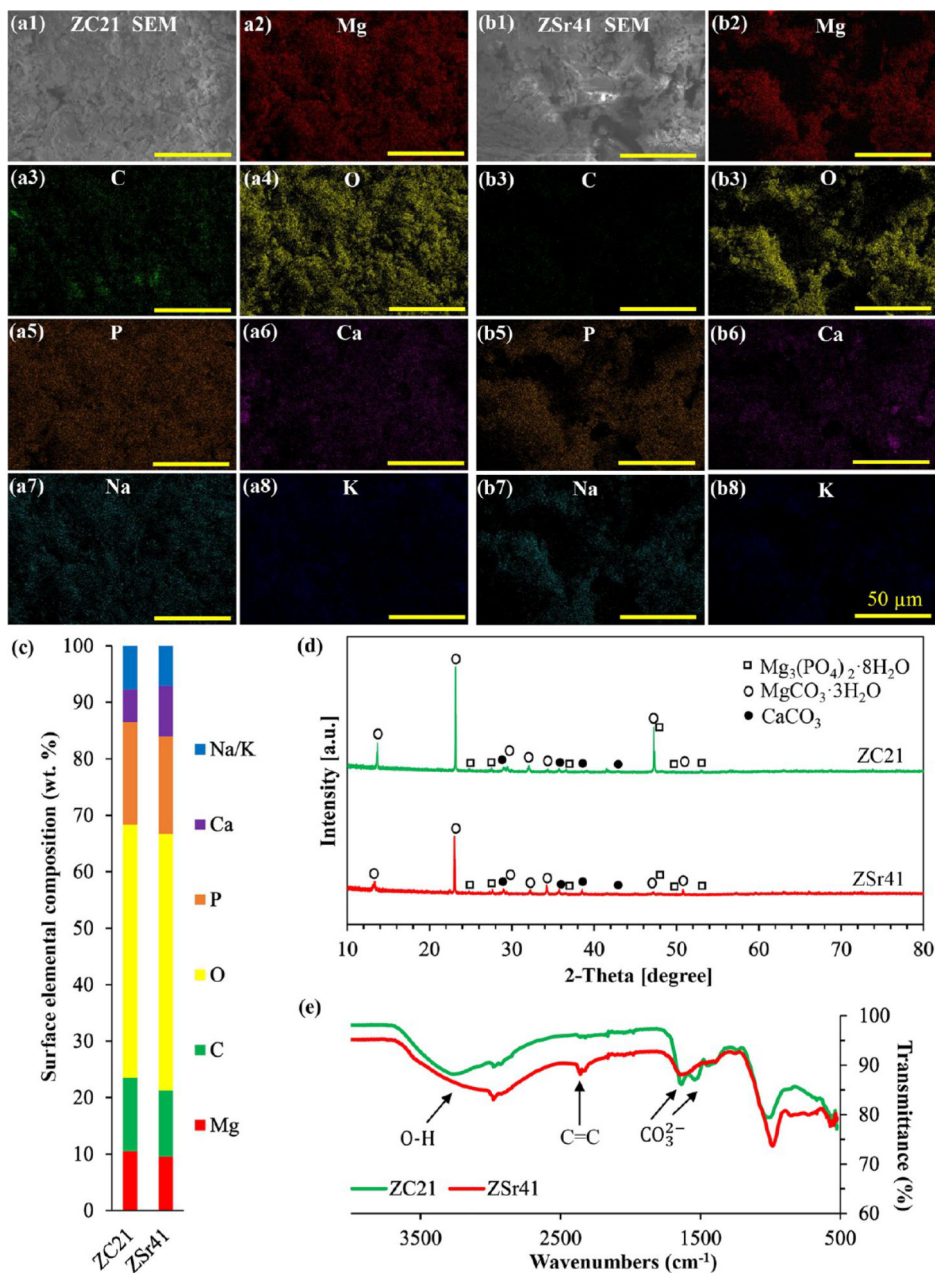 (a1) ZC21 SEM
a2) Mg
(b1) ZSr41 SEM
(b2) Mg
(a3) C
(a4) O
(b3) C
(b3) O
(a5) P
(a6) Ca
(b5) P
(b6) Ca
(a7) Na
(a8) K
(b7) Na
(b8) K
50 µm
(c)
Surface elemental composition (wt. %)
100
90
80
70
60
50
40
30
20
10
0
ZC21
ZSr41
Na/K
Ca
P
O
C
Mg
(d)
Intensity [a.u.]
Mg₃(PO₄)₂·8H₂O
MgCO₃·3H₂O
CaCO₃
ZC21
ZSr41
10 20 30 40 50 60 70 80
2-Theta [degree]
(e)
O-H
C=C
CO₃²⁻
ZC21 ZSr41
100
90
80
70
60
Transmittance (%)
3500 2500 1500 500
Wavenumbers (cm⁻¹)